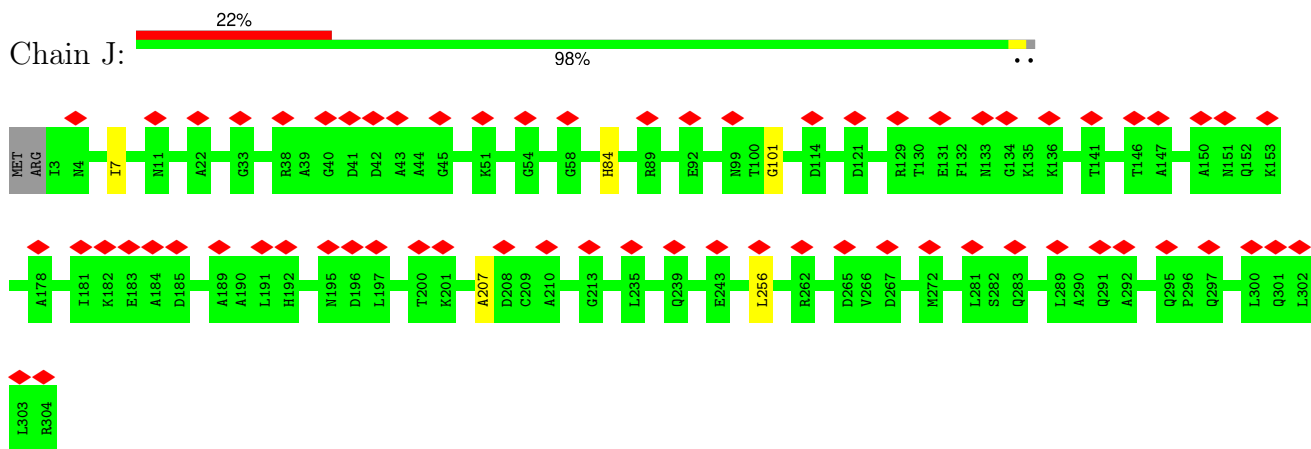 22%
Chain J:
98%
• •
MET ARG I3 N4 I7 N11 A22 G33 R38 A39 G40 D41 D42 A43 A44 G45 K51 G54 G58 H84 R89 E92 N99 T100 G101 D114 D121 R129 T130 E131 F132 N133 G134 K135 K136 T141 T146 A147 A150 N151 Q152 K153
A178 I181 K182 E183 A184 D185 A189 A190 L191 H192 N195 D196 L197 T200 K201 A207 D208 C209 A210 G213 L235 Q239 E243 L256 R262 D265 V266 D267 M272 L281 S282 Q283 L289 A290 Q291 A292 Q295 P296 Q297 L300 Q301 L302
L303 R304